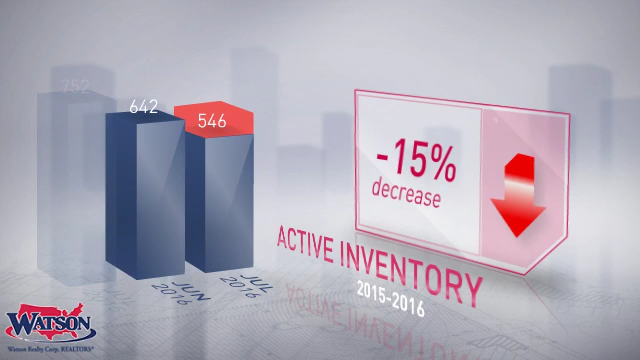 752
642
546
JUN
2016
JUL
2016
-15%
decrease
ACTIVE INVENTORY
2015-2016
WATSON
Watson Realty Corp. REALTORS®